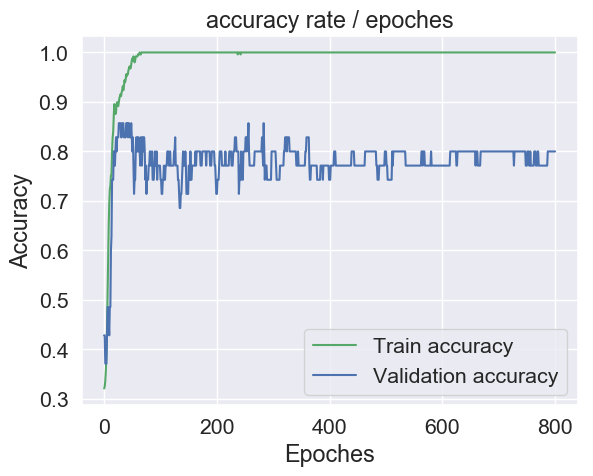 accuracy rate / epoches
1.0
0.9
0.8
0.7
0.6
0.5
0.4
0.3
Accuracy
Train accuracy
Validation accuracy
0 200 400 600 800
Epoches